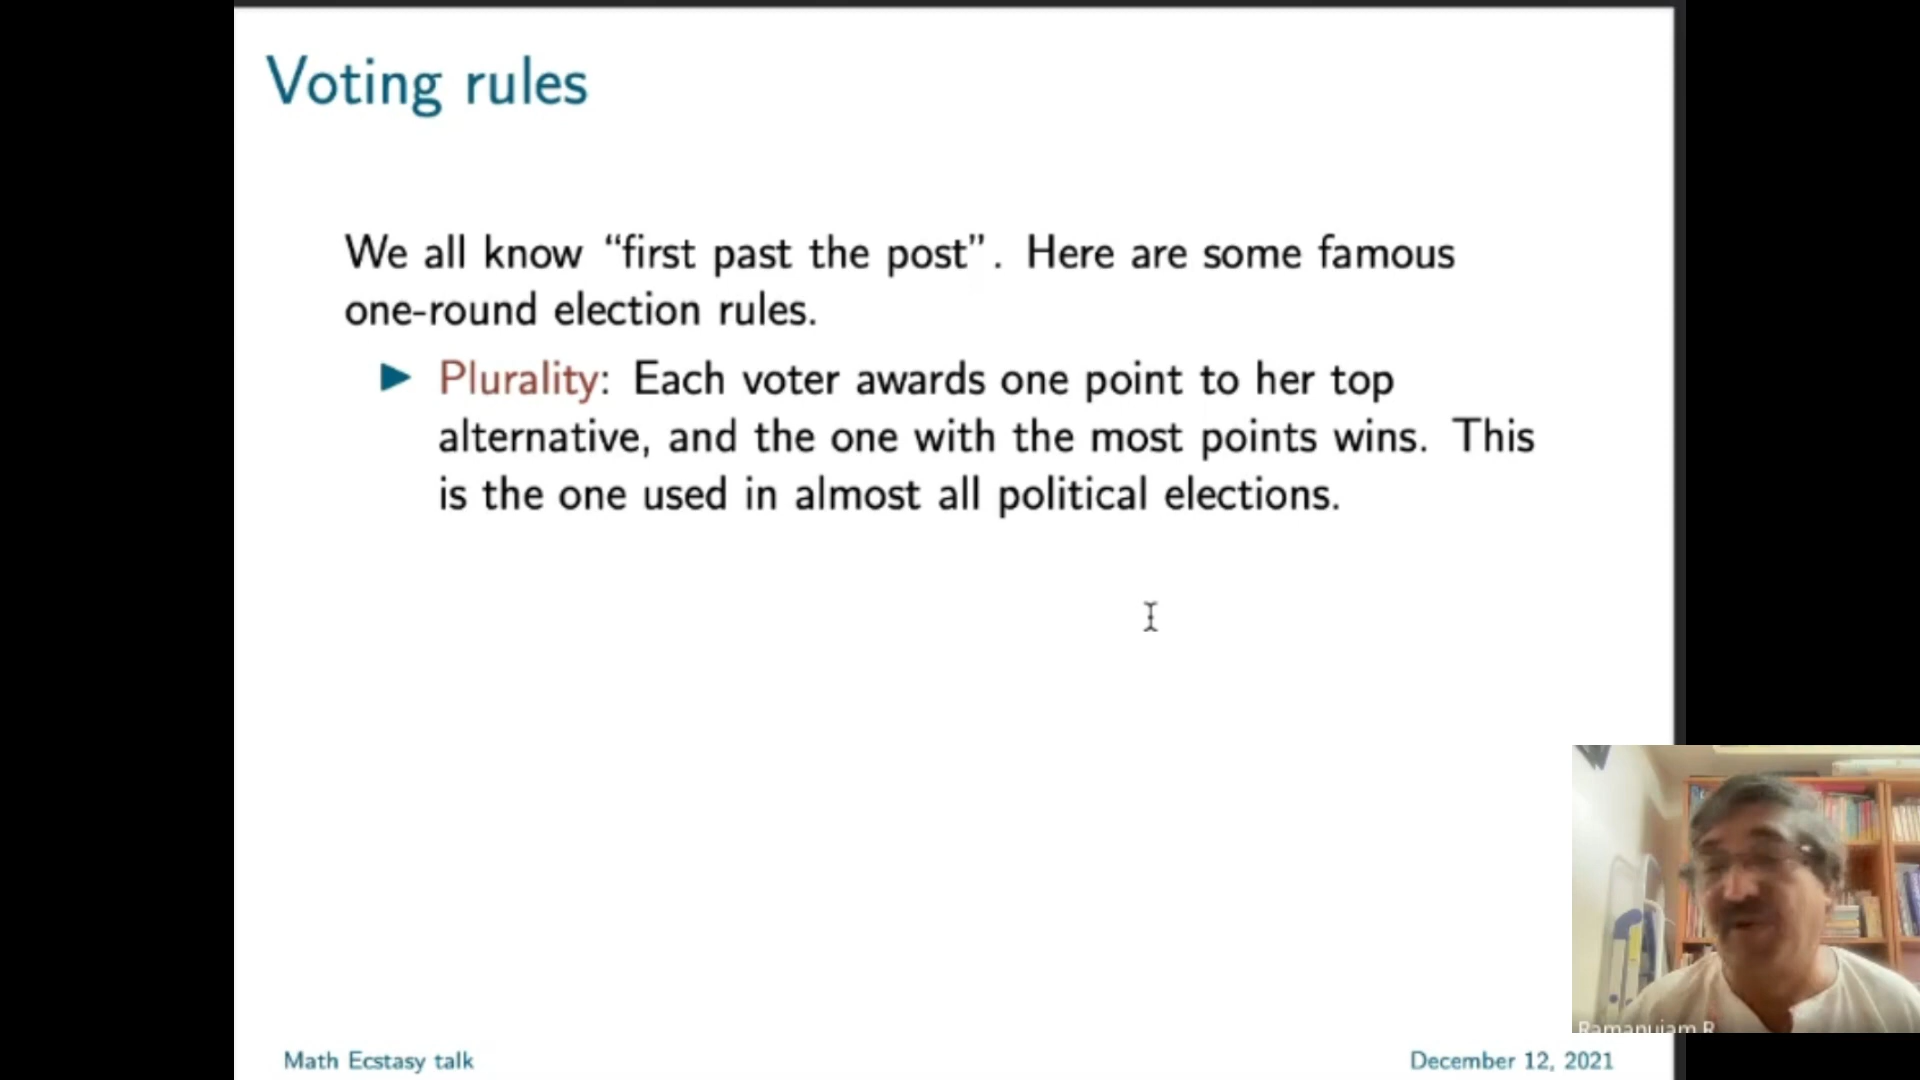 Voting rules
We all know “first past the post”. Here are some famous
one-round election rules.
▶ Plurality: Each voter awards one point to her top
alternative, and the one with the most points wins. This
is the one used in almost all political elections.
Ramanujam R
Math Ecstasy talk
December 12, 2021